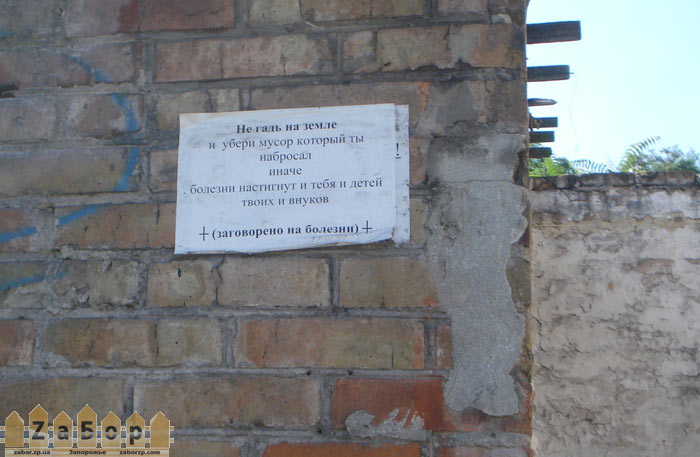 Не гадь на земле
и убери мусор который ты
набросал
иначе
болезни настигнут и тебя и детей
твоих и внуков
(заговорено на болезни)
!
ZаБор
zabor.zp.ua Запорожье zaborzp.com